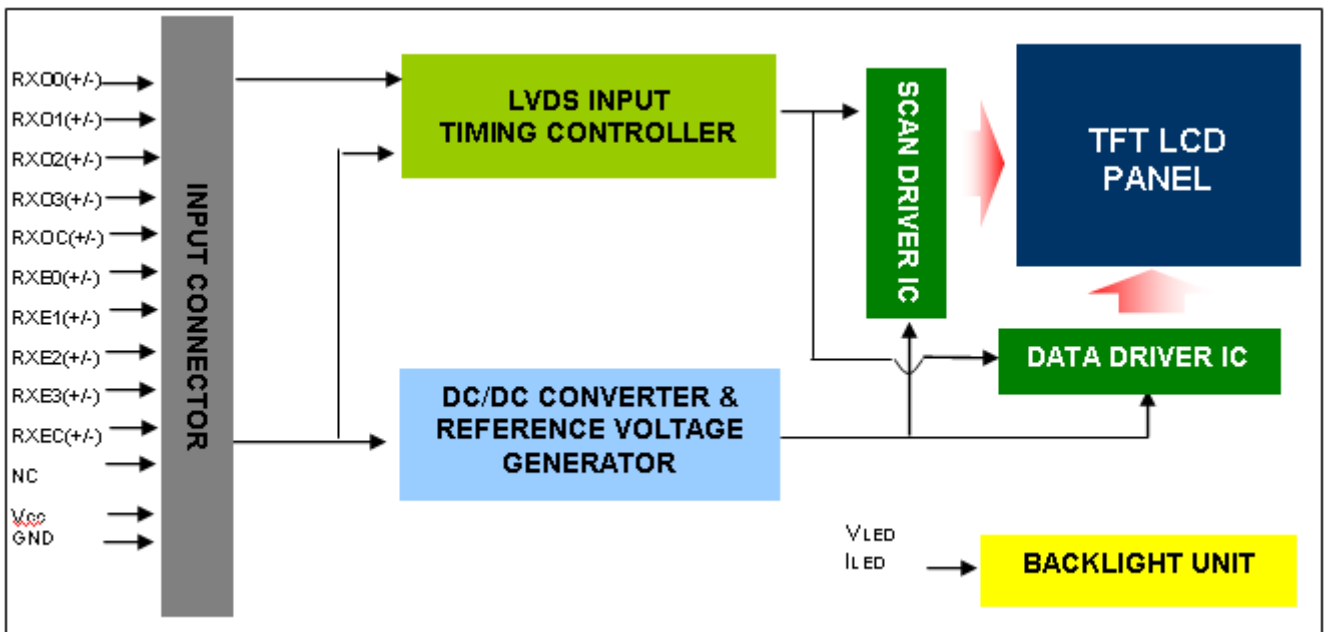 RXO0(+/-)
RXO1(+/-)
RXO2(+/-)
RXO3(+/-)
RXOC(+/-)
RXE0(+/-)
RXE1(+/-)
RXE2(+/-)
RXE3(+/-)
RXEC(+/-)
NC
Vcc
GND
INPUT CONNECTOR
LVDS INPUT
TIMING CONTROLLER
DC/DC CONVERTER &
REFERENCE VOLTAGE
GENERATOR
SCAN DRIVER IC
TFT LCD
PANEL
DATA DRIVER IC
VLED
ILED
BACKLIGHT UNIT